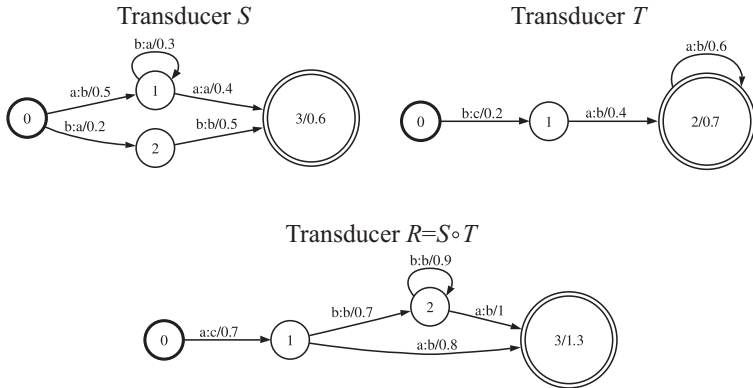 Transducer S
Transducer T
b:a/0.3
a:b/0.6
1
a:b/0.5
a:a/0.4
0
3/0.6
0
b:c/0.2
1
a:b/0.4
2/0.7
b:a/0.2
b:b/0.5
2
Transducer R=S∘T
b:b/0.9
2
b:b/0.7
a:b/1
0
a:c/0.7
1
3/1.3
a:b/0.8